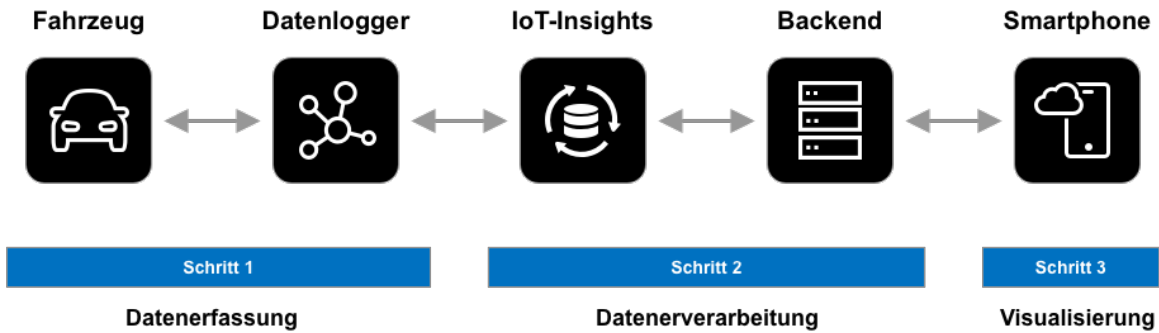 Fahrzeug
Datenlogger
IoT-Insights
Backend
Smartphone
Schritt 1
Schritt 2
Schritt 3
Datenerfassung
Datenerverarbeitung
Visualisierung